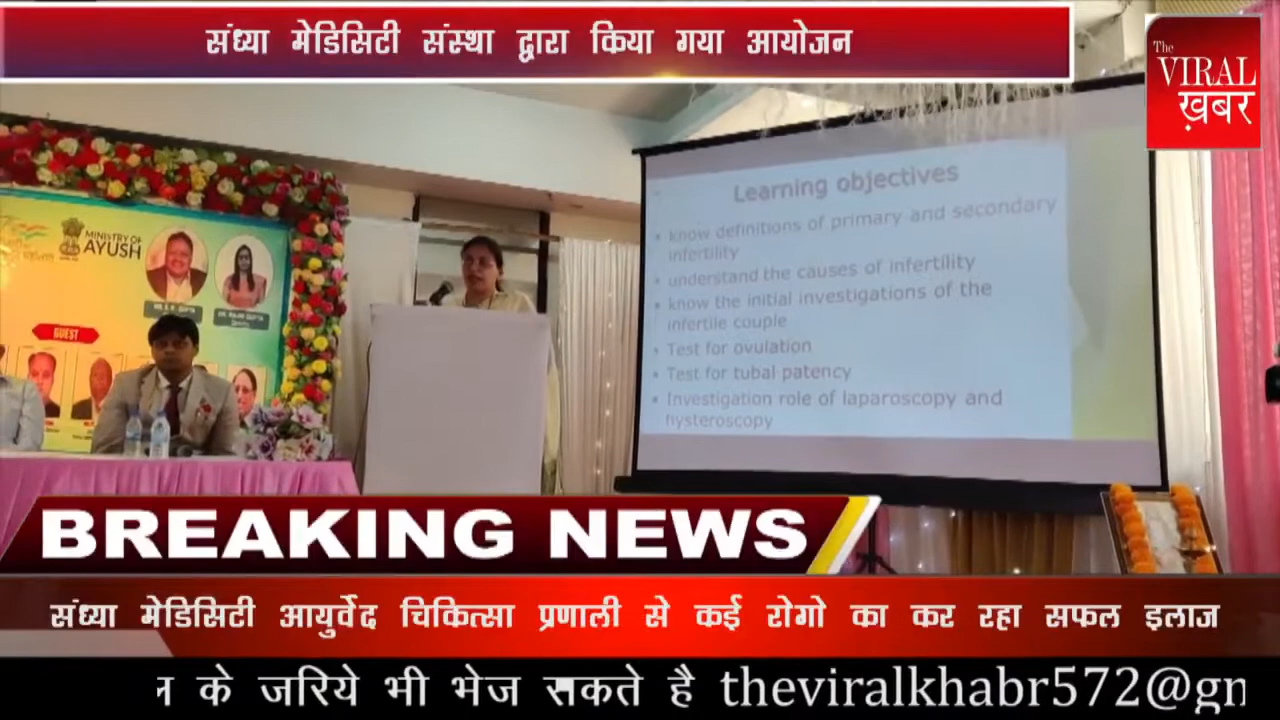 संध्या मेडिसिटी संस्था द्वारा किया गया आयोजन
The
VIRAL
ख़बर
MINISTRY OF
AYUSH
GUEST
Learning objectives
• know definitions of primary and secondary
infertility
• understand the causes of infertility
• know the initial investigations of the
infertile couple
• Test for ovulation
• Test for tubal patency
• Investigation role of laparoscopy and
hysteroscopy
BREAKING NEWS
संध्या मेडिसिटी आयुर्वेद चिकित्सा प्रणाली से कई रोगो का कर रहा सफल इलाज
न के जरिये भी भेज सकते है theviralkhabr572@gm